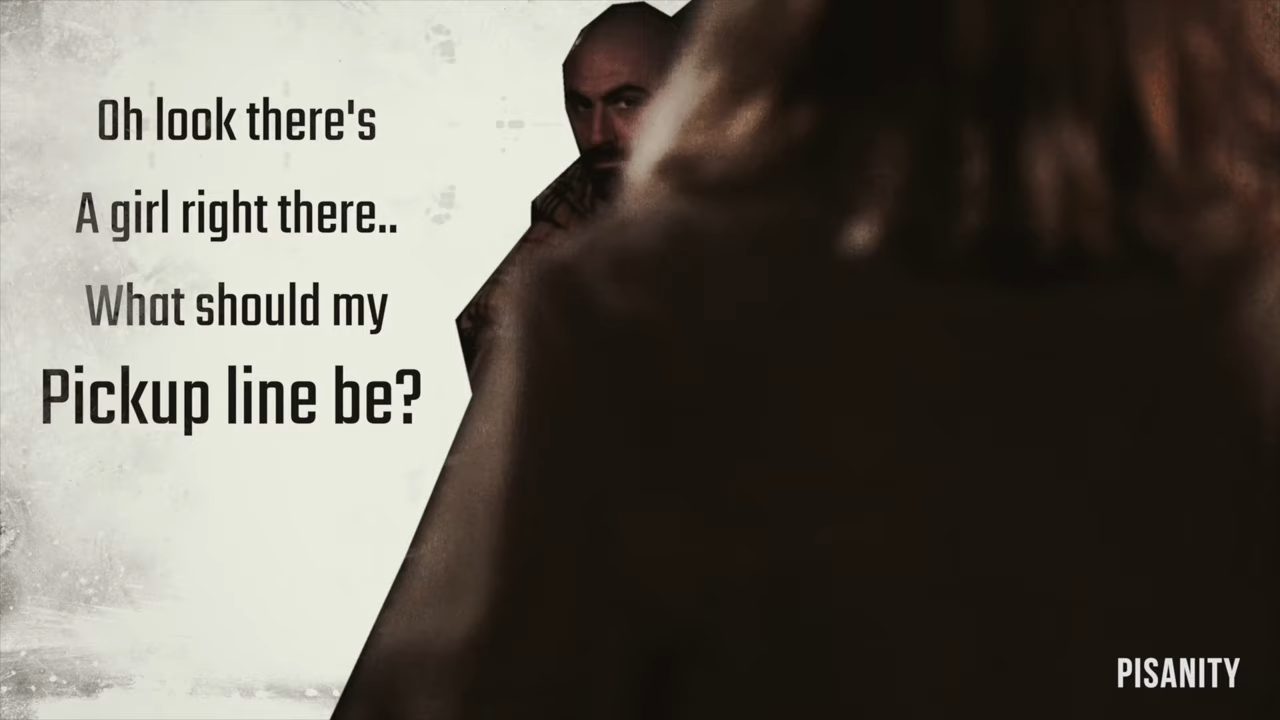 Oh look there's
A girl right there..
What should my
Pickup line be?
PISANITY